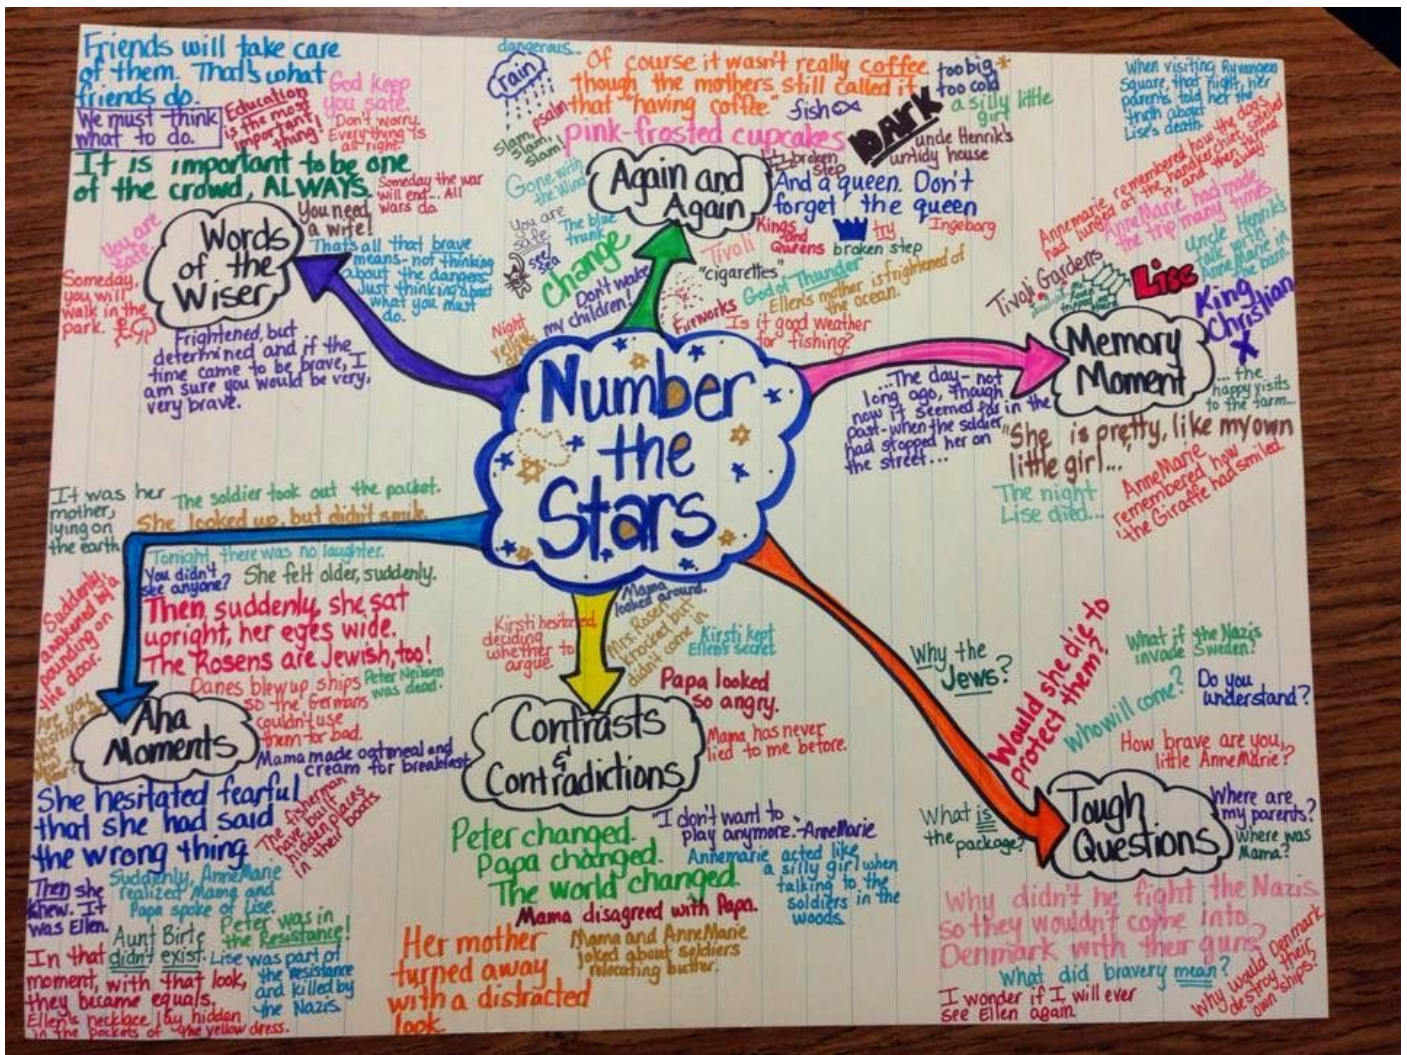 Number
the
Stars
Words
of the
Wiser
Friends will take care
of them. That's what
friends do.
We must think
what to do.
Education
is the most
important
thing!
God keep
you safe.
Don't worry.
Everything is
all right.
It is important to be one
of the crowd, ALWAYS.
Someday the war
will end... All
wars do
You need
a wife!
You are
safe
Someday,
you will
walk in the
park.
That's all that brave
means-not thinking
about the dangers.
Just thinking about
what you must
do.
Frightened, but
determined and if the
time came to be brave, I
am sure you would be very,
very brave.
Again and
Again
dangerous...
rain
Of course it wasn't really coffee
though the mothers still called it
that "having coffee."
too big
too cold
a silly little
girl
fish
psalm
Slam,
slam,
slam!
pink-frosted cupcakes
DARK
uncle Henrik's
untidy house
broken
step
Gone with
the Wind
And a queen. Don't
forget the queen
You are
safe
see
sea
The blue
trunk
change
Tivoli
Kings
and
Queens
try
Ingeborg
broken step
"cigarettes"
Don't wake
my children!
God of Thunder
Ellen's mother is frightened of
the ocean.
Fireworks
Night
yellow
Is it good weather
for fishing?
Memory
Moment
When visiting Ryvangen
Square, that night, her
parents told her the
truth about
Lise's death.
Annemarie remembered how the dogs
had lunged at the handkerchief, sniffed
it, and then turned
away.
AnneMarie had made
the trip many times.
Uncle Henrik's
talk with
AnneMarie in
the barn.
Tivoli Gardens
Lise
King
Christian
X
... the
happy visits
to the farm...
...The day-not
long ago, though
now it seemed far in the
past-when the soldier
had stopped her on
the street...
"She is pretty, like my own
little girl...
The night
Lise died...
AnneMarie
remembered how
the Giraffe had smiled.
Aha
Moments
It was her
mother,
lying on
the earth
The soldier took out the packet.
She looked up, but didn't smile.
Tonight there was no laughter.
You didn't
see anyone?
She felt older, suddenly.
Suddenly,
awakened by a
pounding on
the door.
Then, suddenly, she sat
upright, her eyes wide.
The Rosens are Jewish, too!
Danes blew up ships
so the Germans
couldn't use
them for bad.
Peter Neilsen
was dead.
Are you
Mama made oatmeal and
cream for breakfast
She hesitated fearful
that she had said
the wrong thing.
The fisherman
have built
hidden places
in their boats
Then she
knew. It
was Ellen.
Suddenly, AnneMarie
realized Mama and
Papa spoke of Lise.
Aunt Birte
didn't exist.
Peter was in
the Resistance!
Lise was part of
the resistance
and killed by
the Nazis.
In that
moment, with that look,
they became equals.
Ellen's necklace lay hidden
in the pockets of the yellow dress.
Contrasts
&
Contradictions
Kirsti hesitated,
deciding
whether to
argue.
Mama
looked around.
Mrs. Rosen
knocked but
didn't come in
Kirsti kept
Ellen's secret
Papa looked
so angry.
Mama has never
lied to me before.
Peter changed.
Papa changed.
The world changed.
"I don't want to
play anymore."-AnneMarie
Annemarie acted like
a silly girl when
talking to the
soldiers in the
woods.
Mama disagreed with Papa.
Her mother
turned away
with a distracted
look.
Mama and AnneMarie
joked about soldiers
relocating butter.
Tough
Questions
Why the
Jews?
Would she die to
protect them?
What if the Nazis
invade Sweden?
Who will come?
Do you
understand?
How brave are you,
little AnneMarie?
What is
the package?
Where are
my parents?
Where was
Mama?
Why didn't he fight the Nazis
so they wouldn't come into
Denmark with their guns?
What did bravery mean?
I wonder if I will ever
see Ellen again.
Why would Denmark
destroy their
own ships?